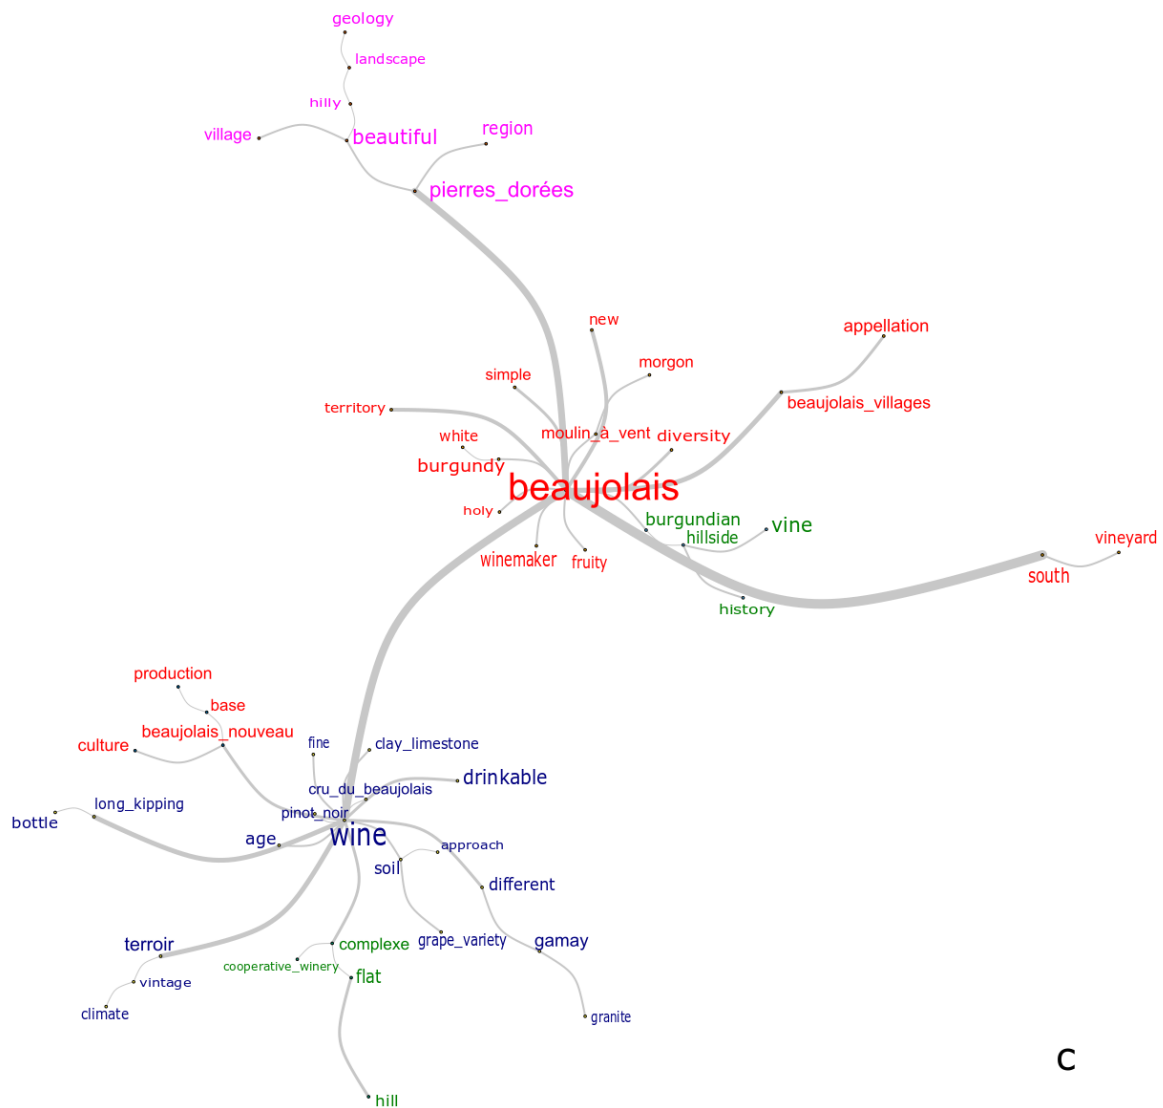 geology
landscape
hilly
village
beautiful
region
pierres_dorées
new
appellation
morgon
simple
beaujolais_villages
territory
moulin_à_vent
diversity
white
burgundy
beaujolais
holy
burgundian
vine
hillside
vineyard
winemaker
fruity
south
history
production
base
beaujolais_nouveau
culture
fine
clay_limestone
drinkable
cru_du_beaujolais
long_kipping
pinot_noir
bottle
age
wine
approach
soil
different
terroir
complexe
grape_variety
gamay
cooperative_winery
flat
vintage
climate
granite
C
hill